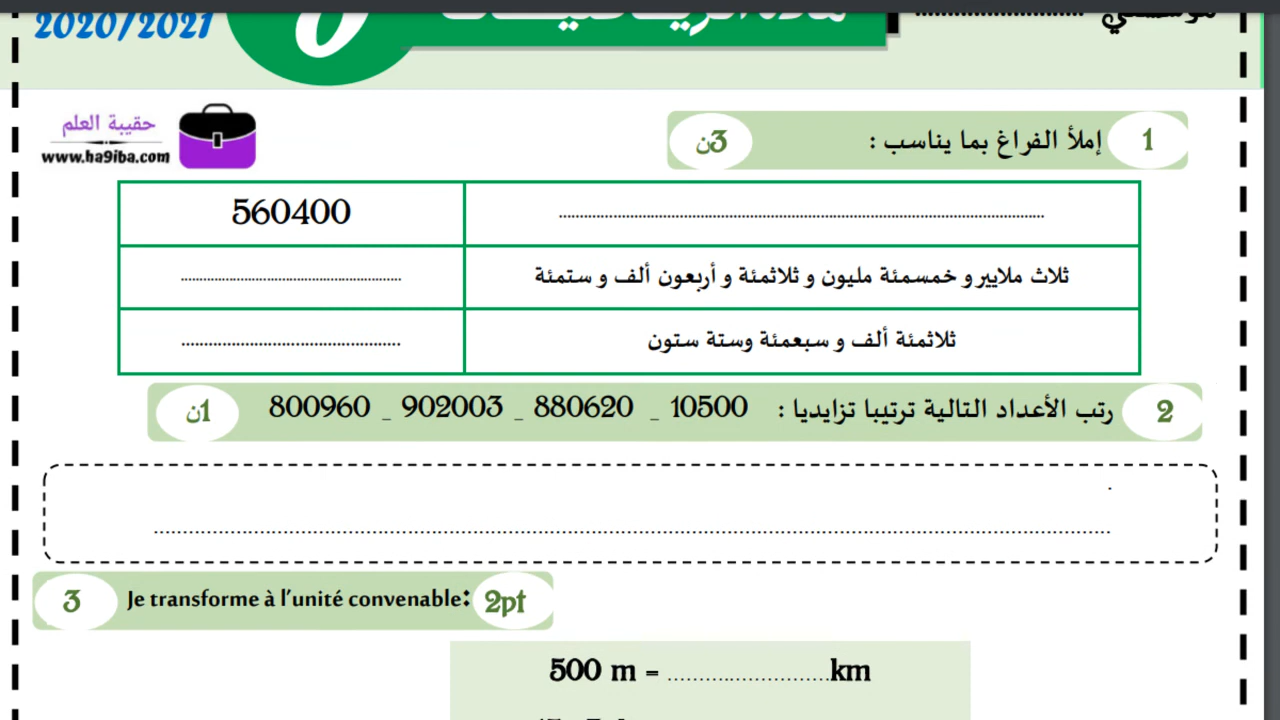 2020/2021
حقيبة العلم
www.ha9iba.com
1 إملأ الفراغ بما يناسب : 3ن
560400 ........................
ثلاث ملايير و خمسمئة مليون و ثلاثمئة و أربعون ألف و ستمئة ........................
ثلاثمئة ألف و سبعمئة وستة ستون ........................
2 رتب الأعداد التالية ترتيبا تزايديا : 10500 _ 880620 _ 902003 _ 800960 1ن
3 Je transforme à l'unité convenable: 2pt
500 m = ........................km